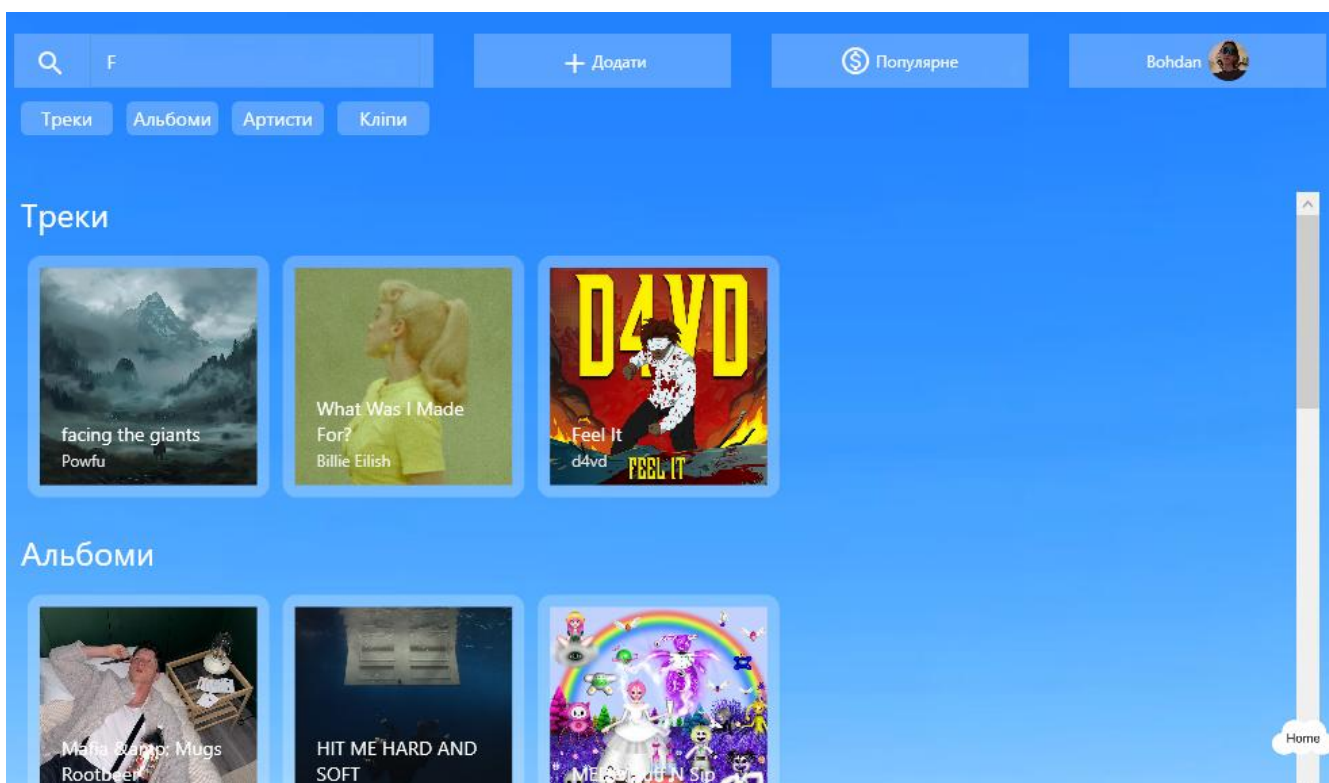 F
Додати
Популярне
Bohdan
Треки
Альбоми
Артисти
Кліпи
Треки
facing the giants
Powfu
What Was I Made
For?
Billie Eilish
D4VD
Feel It
d4vd
FEEL IT
Альбоми
Mafia &amp; Mugs
Rootbeer
HIT ME HARD AND
SOFT
N Sip
Home